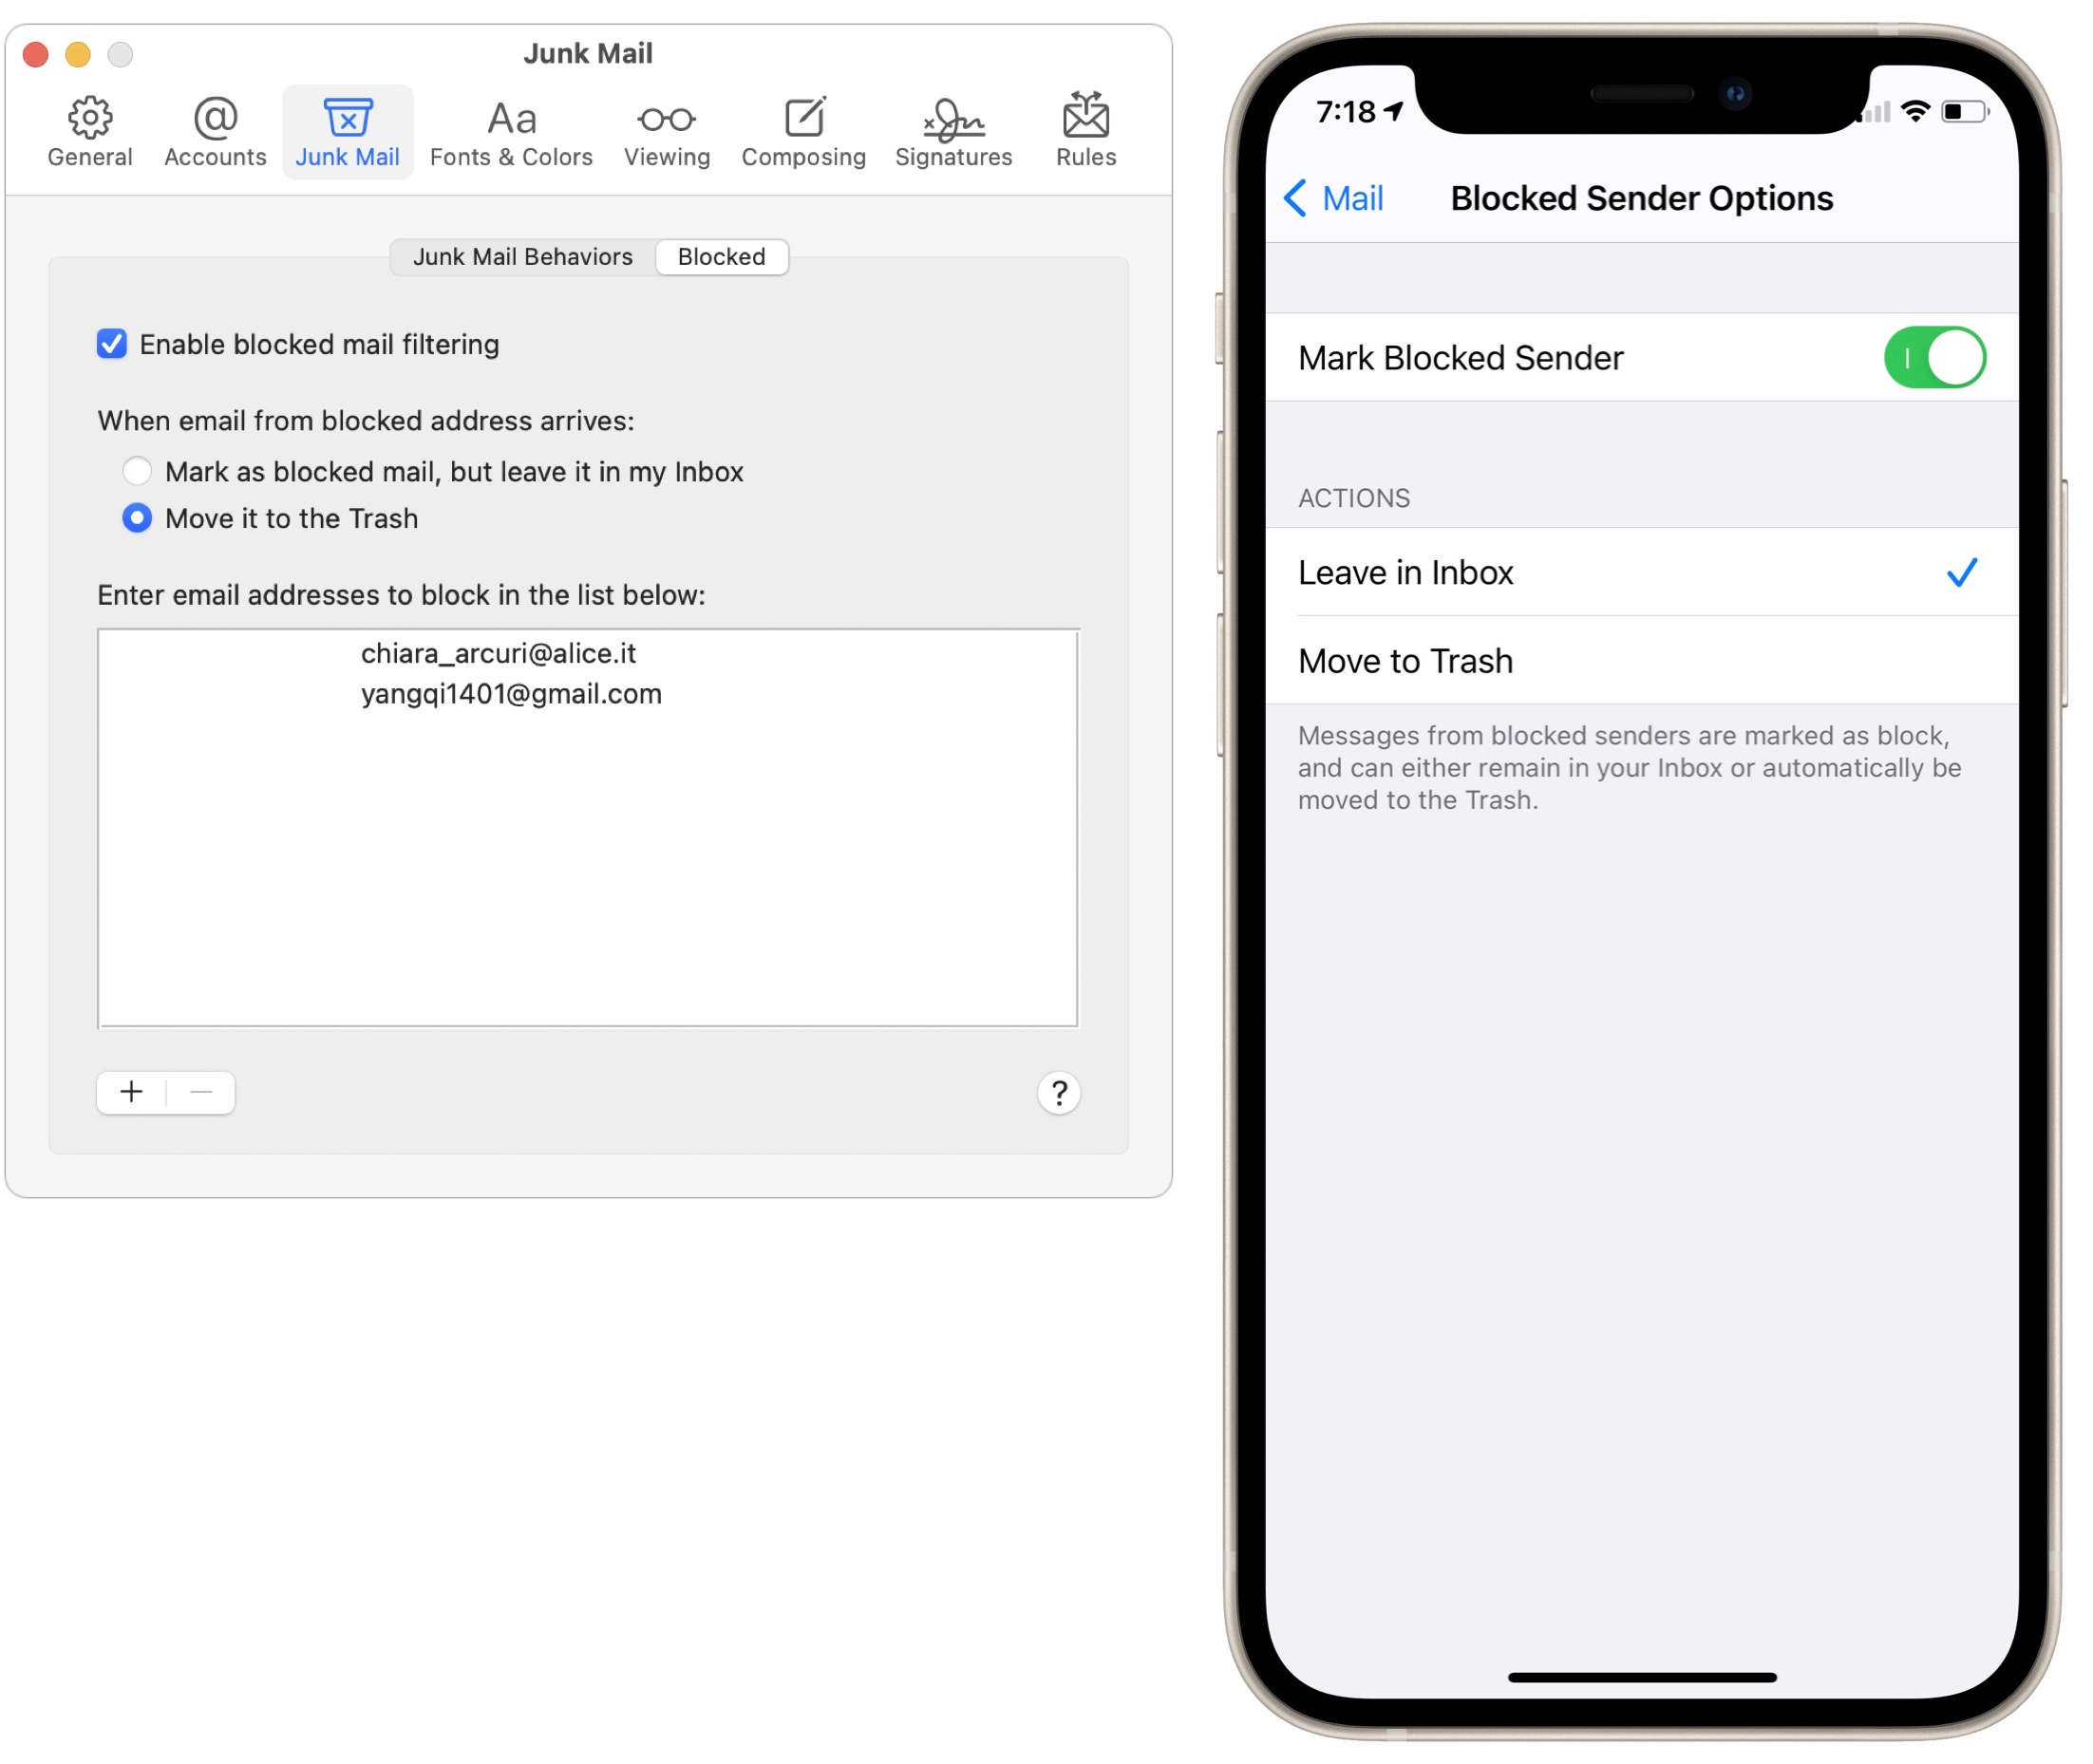 Junk Mail
General
Accounts
Junk Mail
Fonts & Colors
Viewing
Composing
Signatures
Rules
Junk Mail Behaviors
Blocked
Enable blocked mail filtering
When email from blocked address arrives:
Mark as blocked mail, but leave it in my Inbox
Move it to the Trash
Enter email addresses to block in the list below:
chiara_arcuri@alice.it
yangqi1401@gmail.com
+ −
?
7:18
Mail
Blocked Sender Options
Mark Blocked Sender
ACTIONS
Leave in Inbox
Move to Trash
Messages from blocked senders are marked as block,
and can either remain in your Inbox or automatically be
moved to the Trash.